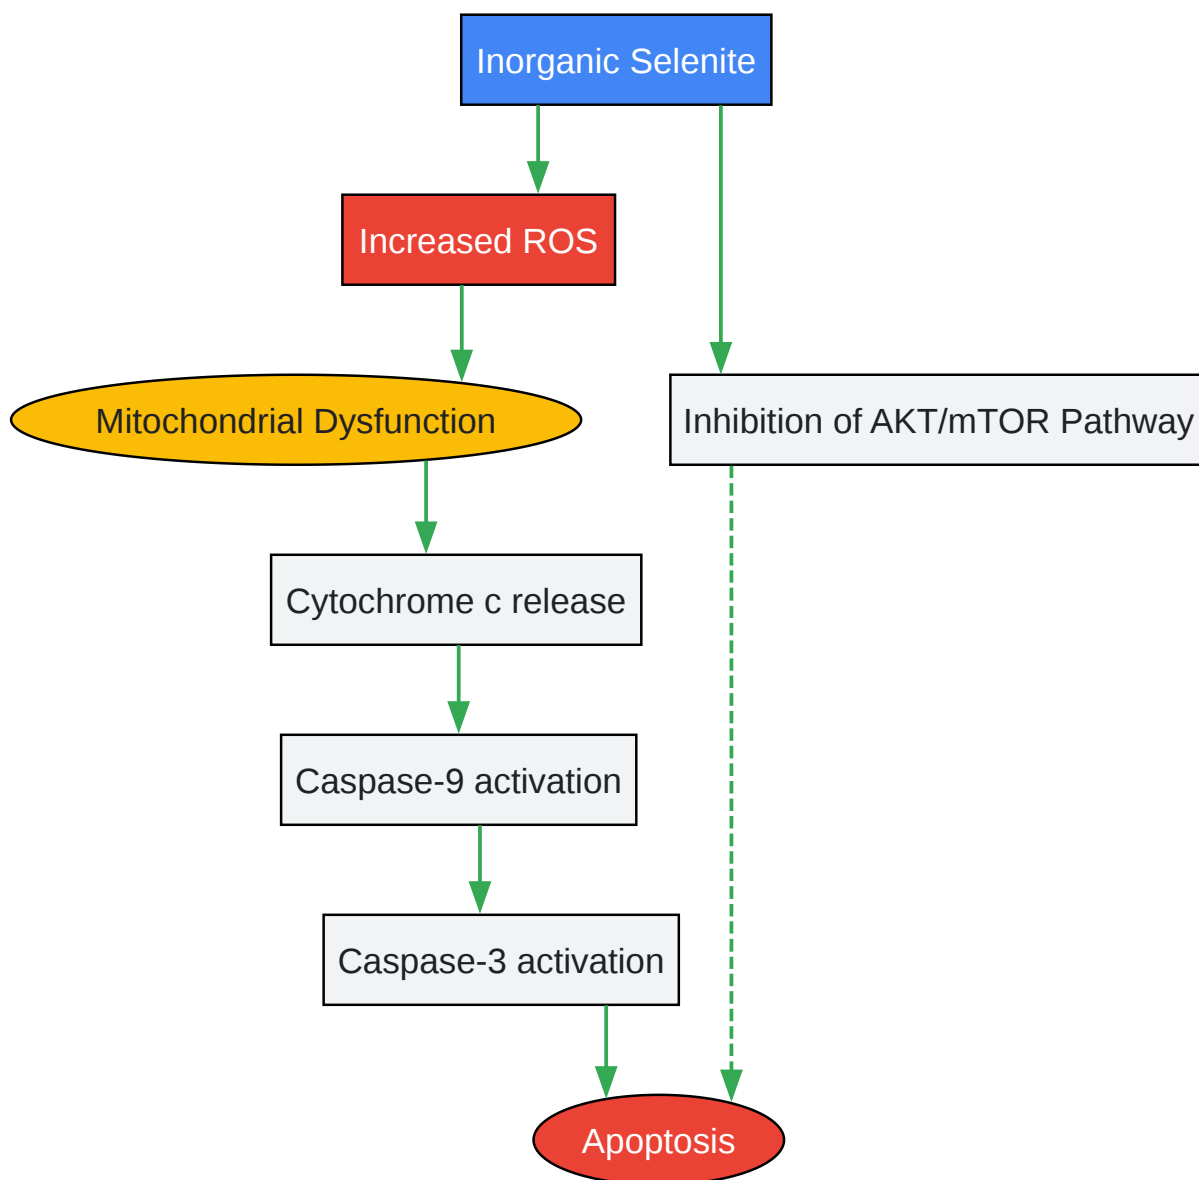 Inorganic Selenite
Increased ROS
Mitochondrial Dysfunction
Inhibition of AKT/mTOR Pathway
Cytochrome c release
Caspase-9 activation
Caspase-3 activation
Apoptosis